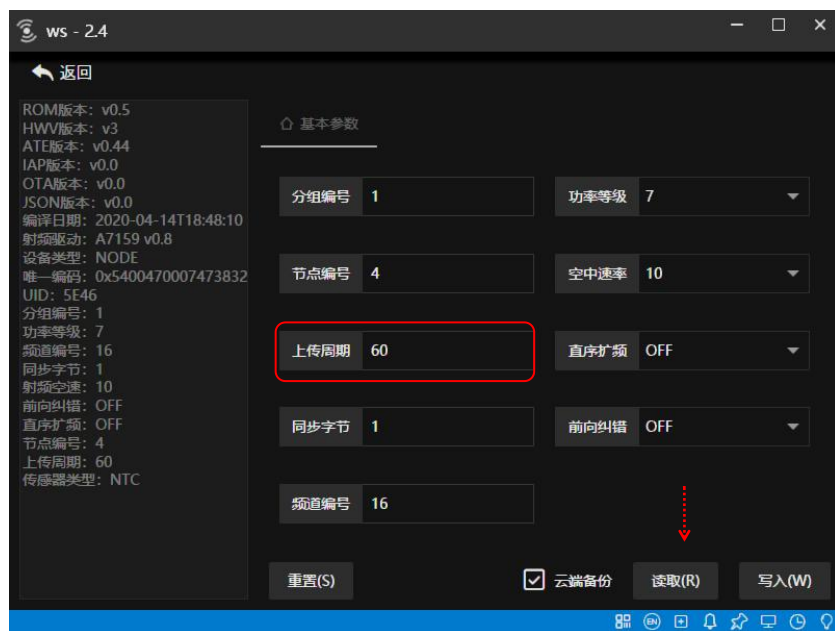 ws - 2.4
返回
ROM版本：v0.5
HWV版本：v3
ATE版本：v0.44
IAP版本：v0.0
OTA版本：v0.0
JSON版本：v0.0
编译日期：2020-04-14T18:48:10
射频驱动：A7159 v0.8
设备类型：NODE
唯一编码：0x5400470007473832
UID：5E46
分组编号：1
功率等级：7
频道编号：16
同步字节：1
射频空速：10
前向纠错：OFF
直序扩频：OFF
节点编号：4
上传周期：60
传感器类型：NTC
基本参数
分组编号 1 功率等级 7
节点编号 4 空中速率 10
上传周期 60 直序扩频 OFF
同步字节 1 前向纠错 OFF
频道编号 16
重置(S) 云端备份 读取(R) 写入(W)
EN